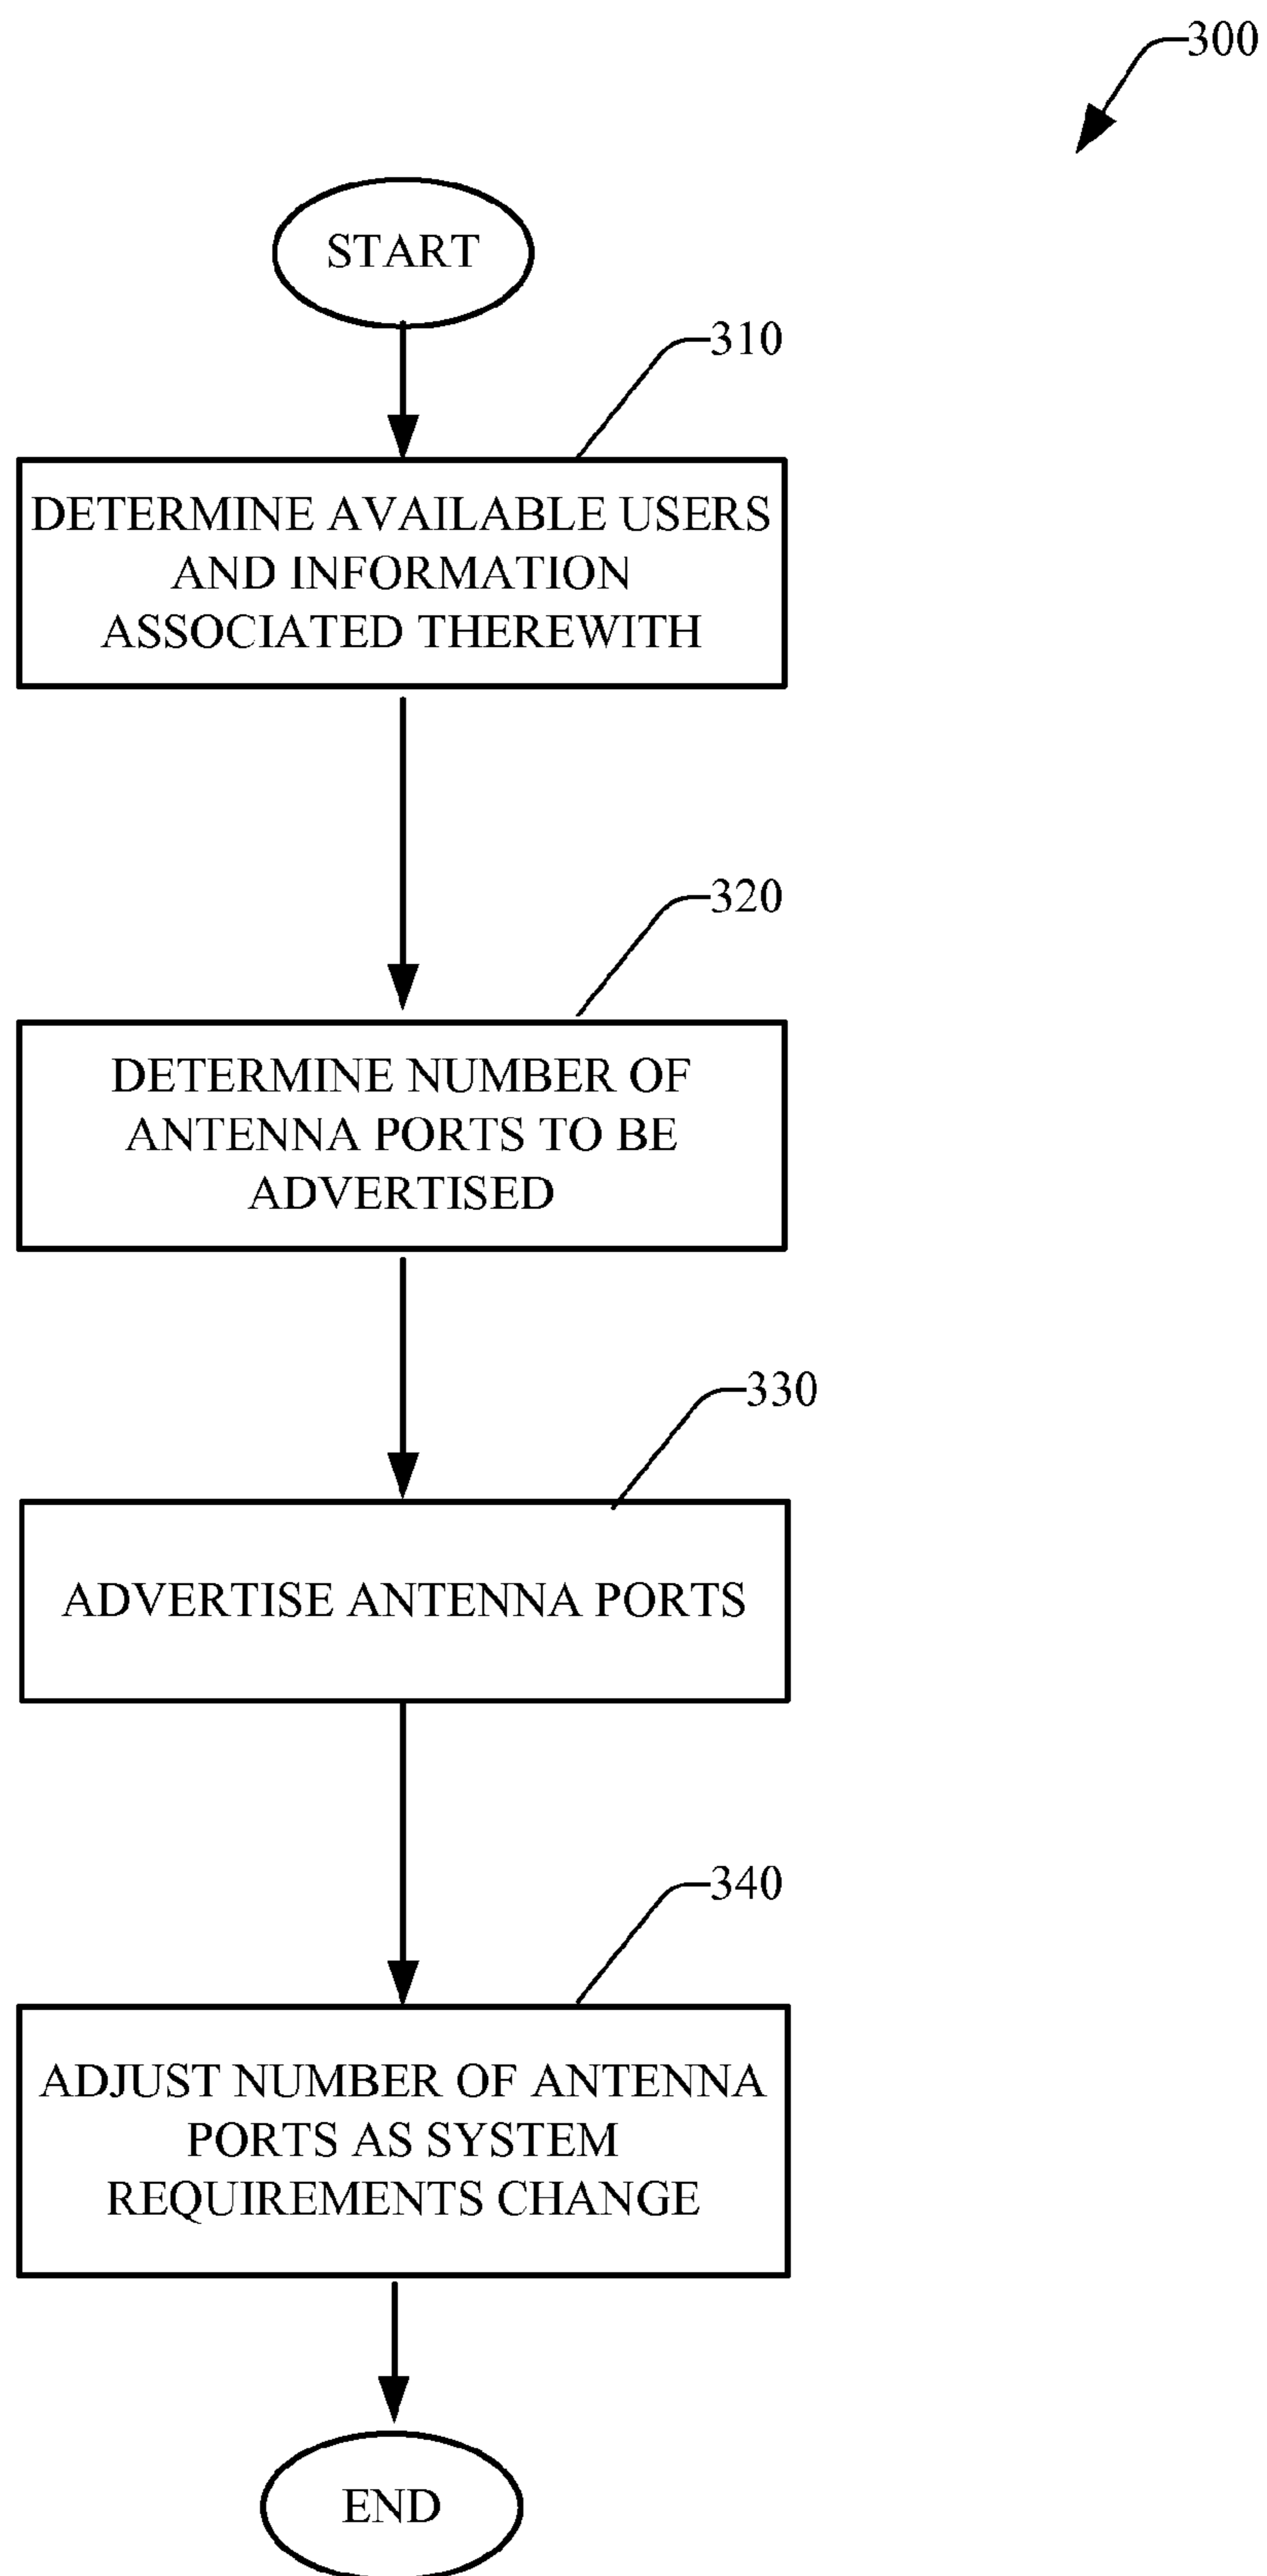 300
START
310
DETERMINE AVAILABLE USERS
AND INFORMATION
ASSOCIATED THEREWITH
320
DETERMINE NUMBER OF
ANTENNA PORTS TO BE
ADVERTISED
330
ADVERTISE ANTENNA PORTS
340
ADJUST NUMBER OF ANTENNA
PORTS AS SYSTEM
REQUIREMENTS CHANGE
END